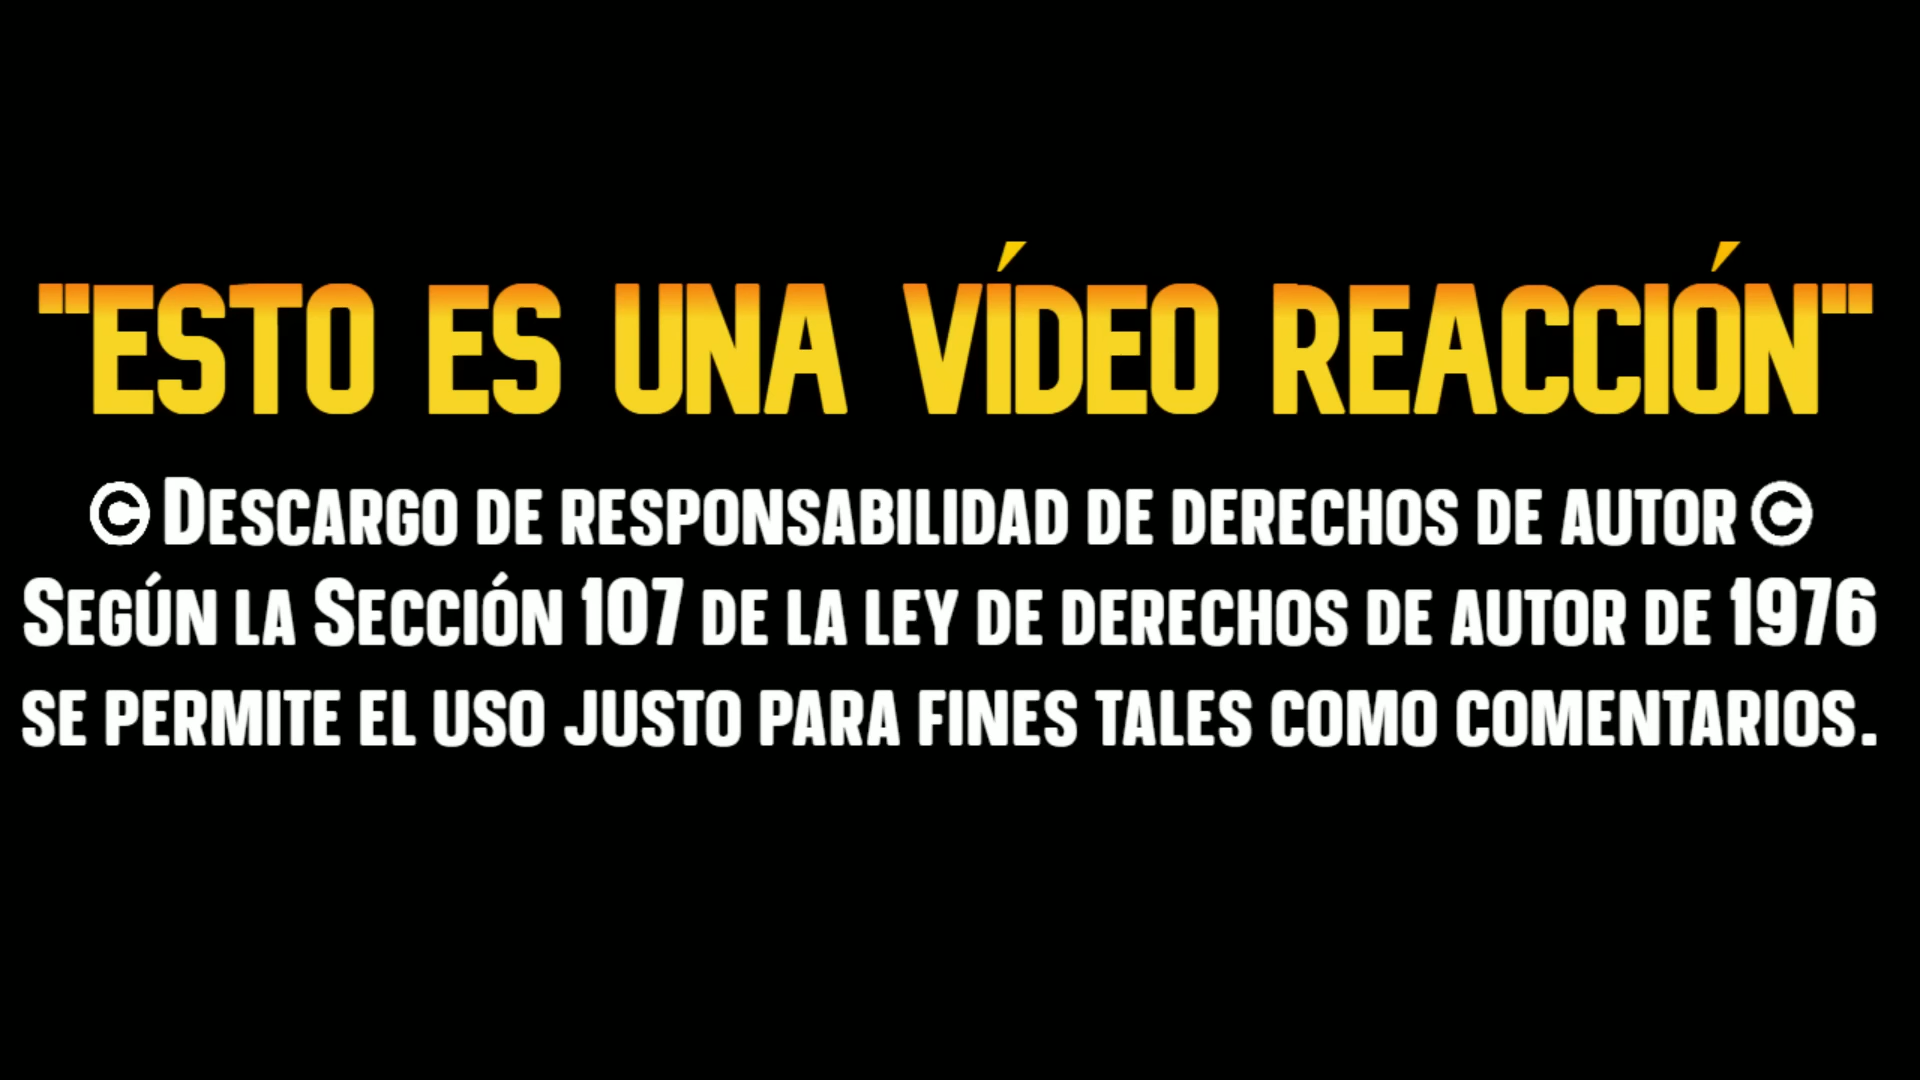 "ESTO ES UNA VÍDEO REACCIÓN"
© DESCARGO DE RESPONSABILIDAD DE DERECHOS DE AUTOR ©
SEGÚN LA SECCIÓN 107 DE LA LEY DE DERECHOS DE AUTOR DE 1976
SE PERMITE EL USO JUSTO PARA FINES TALES COMO COMENTARIOS.